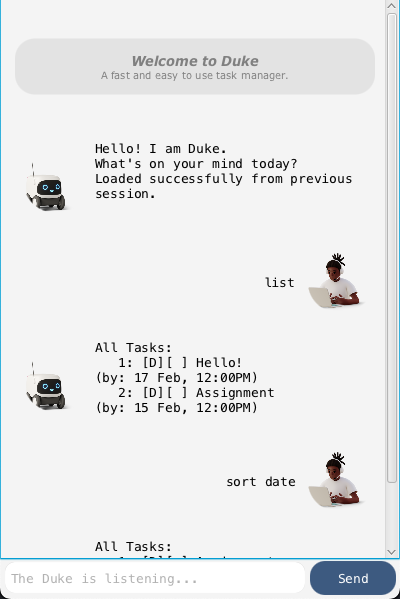 Welcome to Duke
A fast and easy to use task manager.
Hello! I am Duke.
What's on your mind today?
Loaded successfully from previous
session.
list
All Tasks:
1: [D][ ] Hello!
(by: 17 Feb, 12:00PM)
2: [D][ ] Assignment
(by: 15 Feb, 12:00PM)
sort date
All Tasks:
The Duke is listening...
Send